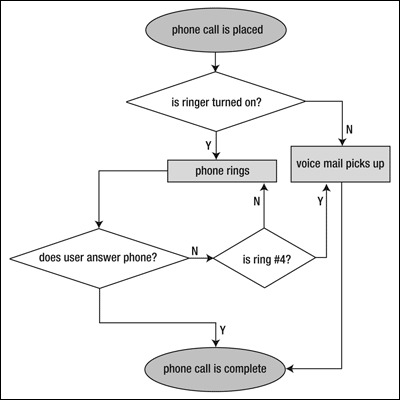 phone call is placed
is ringer turned on?
N
Y
voice mail picks up
phone rings
N
Y
does user answer phone?
N
is ring #4?
Y
phone call is complete